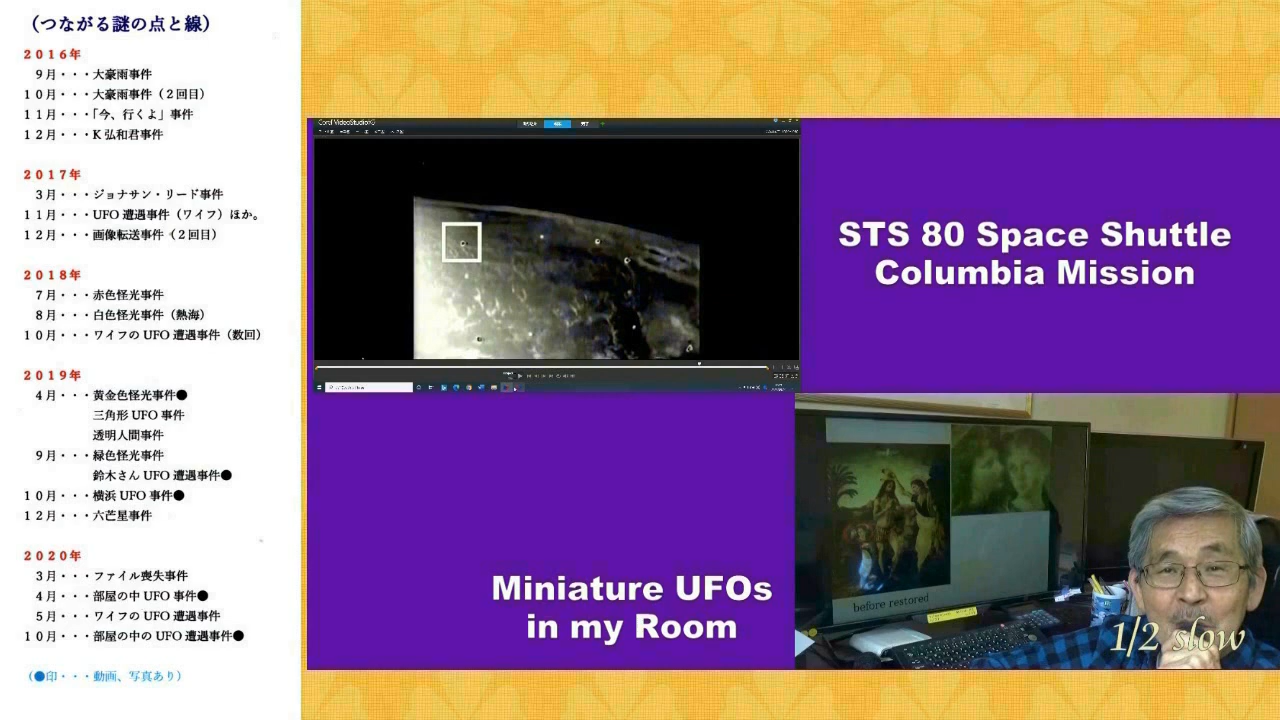 （つながる謎の点と線）
２０１６年
９月・・・大豪雨事件
１０月・・・大豪雨事件（２回目）
１１月・・・「今、行くよ」事件
１２月・・・K 弘和君事件
２０１７年
３月・・・ジョナサン・リード事件
１１月・・・UFO 遭遇事件（ワイフ）ほか。
１２月・・・画像転送事件（２回目）
２０１８年
７月・・・赤色怪光事件
８月・・・白色怪光事件（熱海）
１０月・・・ワイフの UFO 遭遇事件（数回）
２０１９年
４月・・・黄金色怪光事件●
三角形 UFO 事件
透明人間事件
９月・・・緑色怪光事件
鈴木さん UFO 遭遇事件●
１０月・・・横浜 UFO 事件●
１２月・・・六芒星事件
２０２０年
３月・・・ファイル喪失事件
４月・・・部屋の中 UFO 事件●
５月・・・ワイフの UFO 遭遇事件
１０月・・・部屋の中の UFO 遭遇事件●
（●印・・・動画、写真あり）
Corel VideoStudio
STS 80 Space Shuttle
Columbia Mission
Miniature UFOs
in my Room
before restored
1/2 slow